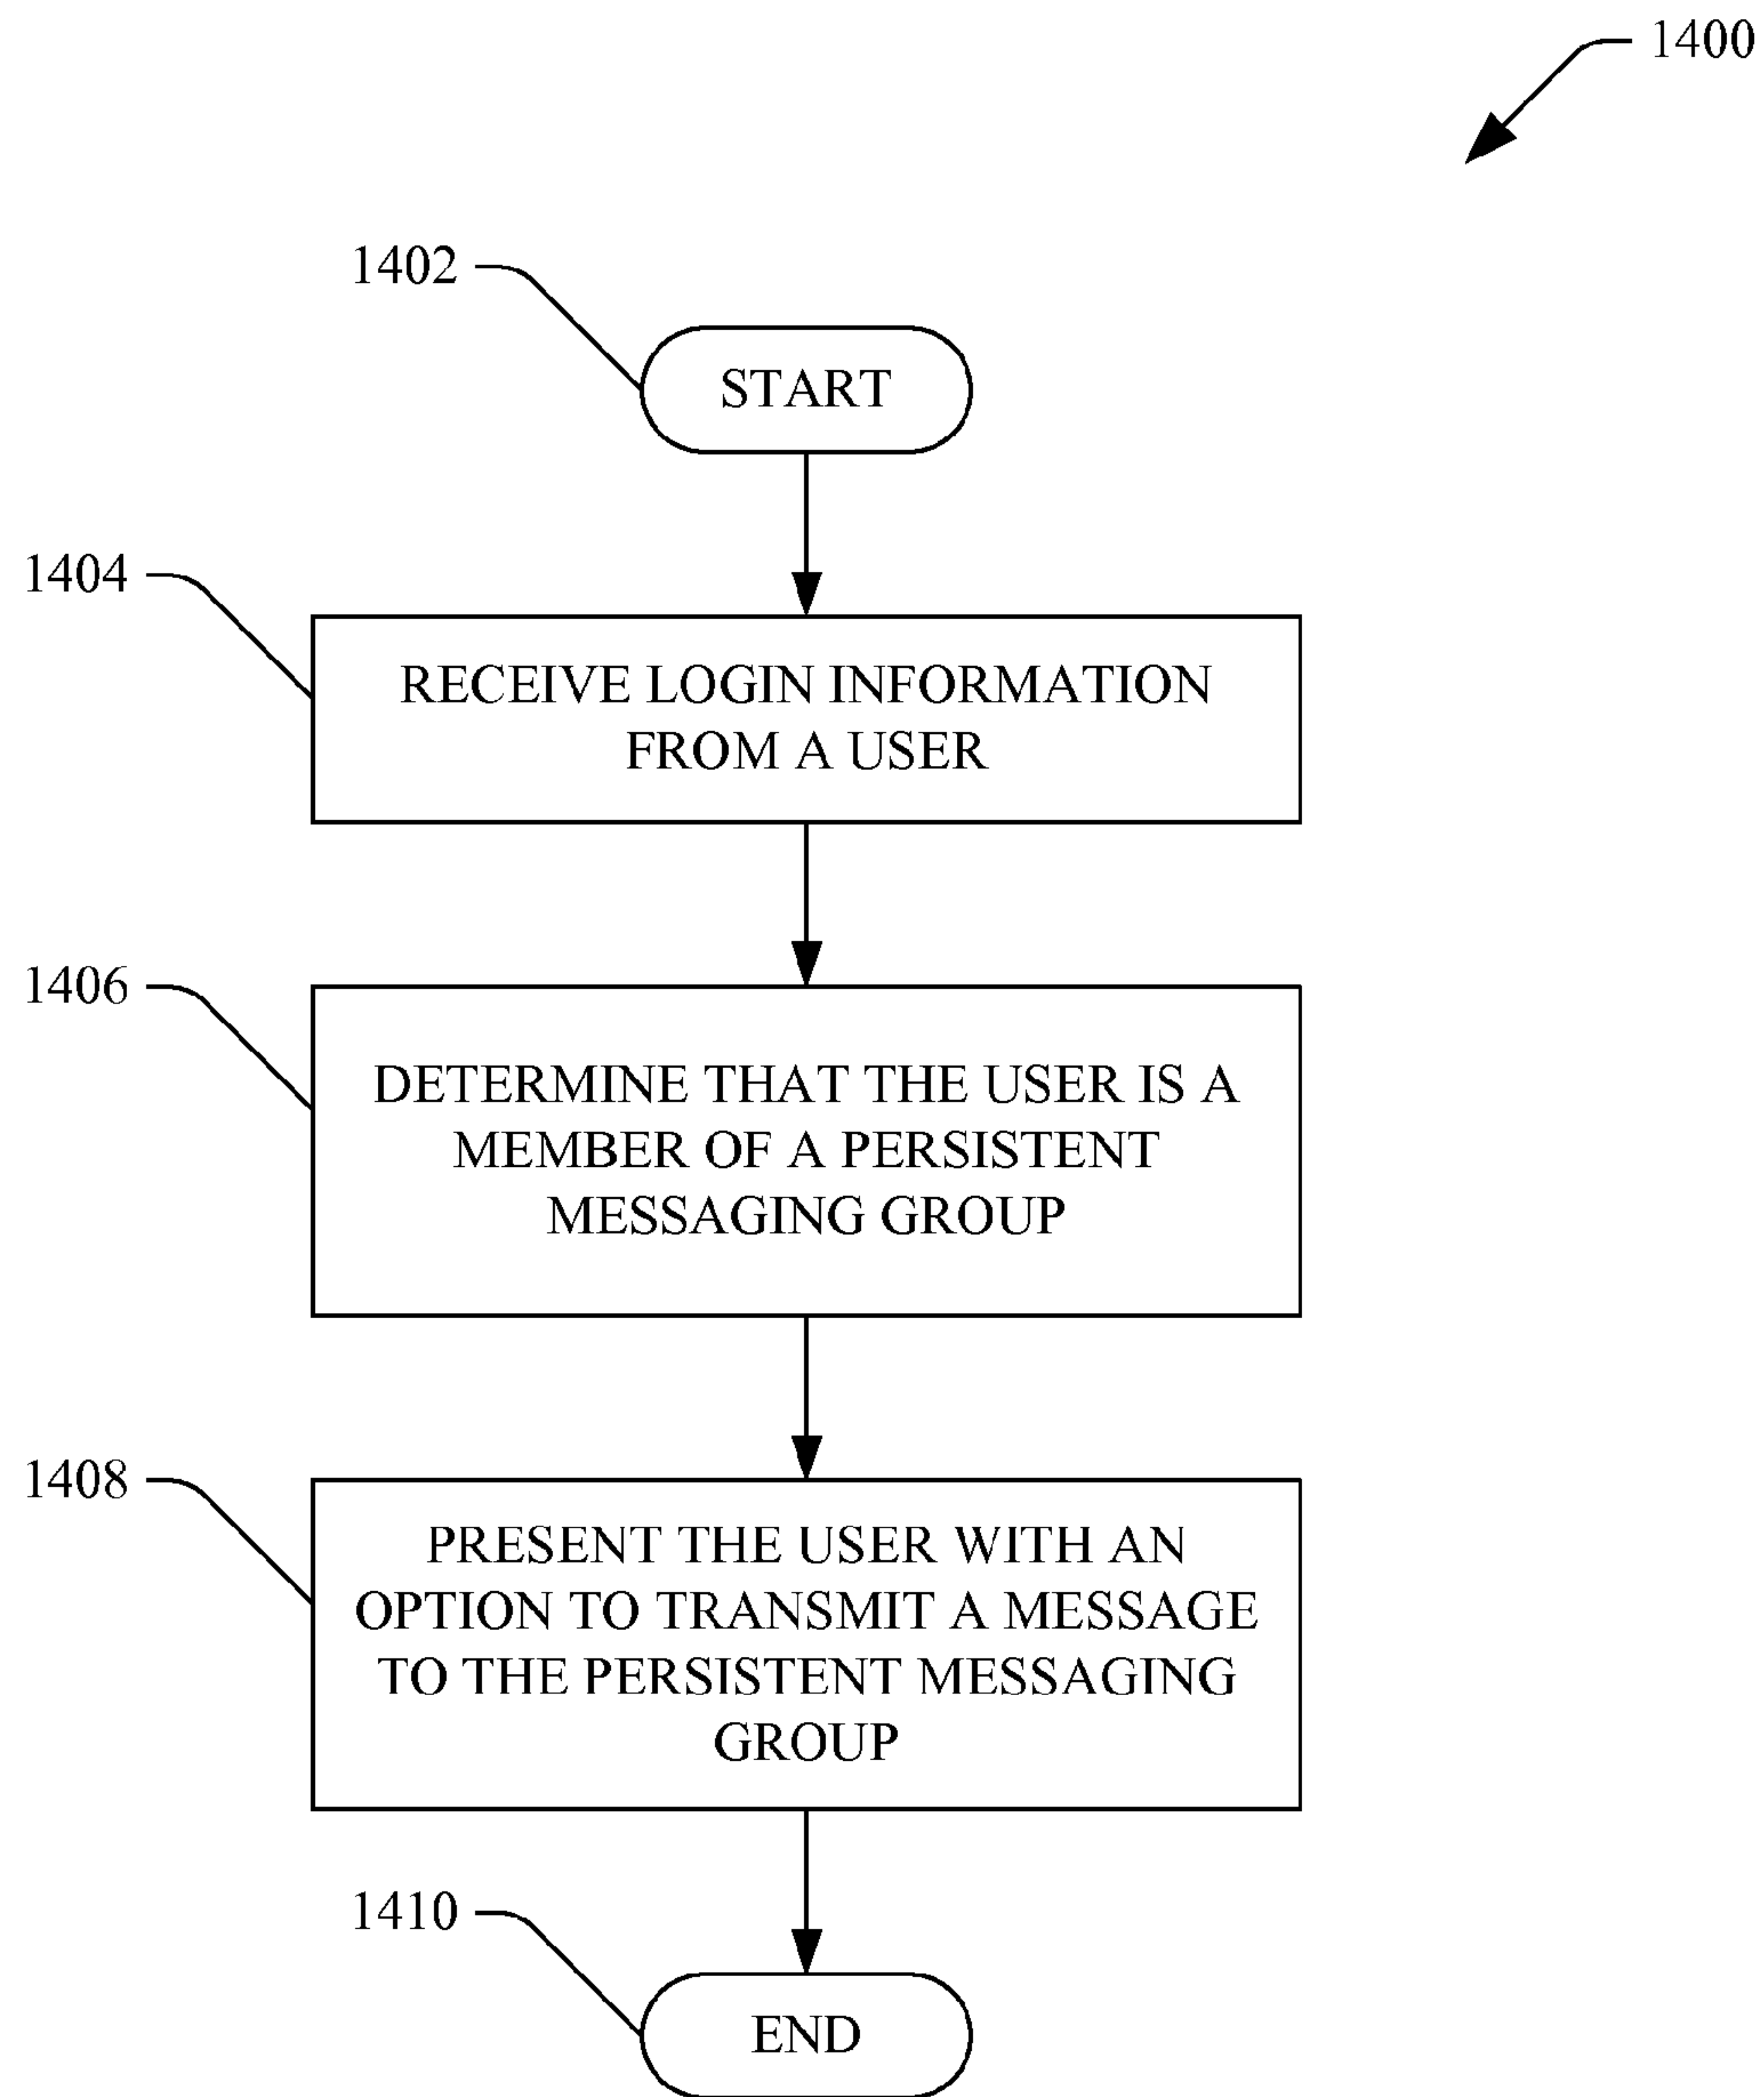 1400
1402
START
1404
RECEIVE LOGIN INFORMATION
FROM A USER
1406
DETERMINE THAT THE USER IS A
MEMBER OF A PERSISTENT
MESSAGING GROUP
1408
PRESENT THE USER WITH AN
OPTION TO TRANSMIT A MESSAGE
TO THE PERSISTENT MESSAGING
GROUP
1410
END